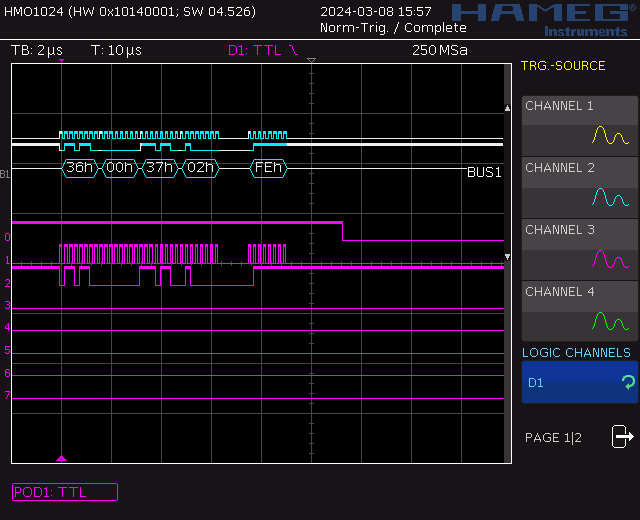 HMO1024 (HW 0x10140001; SW 04.526)
2024-03-08 15:57
HAMEG®
Instruments
Norm-Trig. / Complete
TB: 2µs
T: 10µs
D1: TTL
250MSa
TRG.-SOURCE
CHANNEL 1
CHANNEL 2
CHANNEL 3
CHANNEL 4
LOGIC CHANNELS
D1
PAGE 1|2
B1
36h
00h
37h
02h
FEh
BUS1
0
1
2
3
4
5
6
7
POD1: TTL